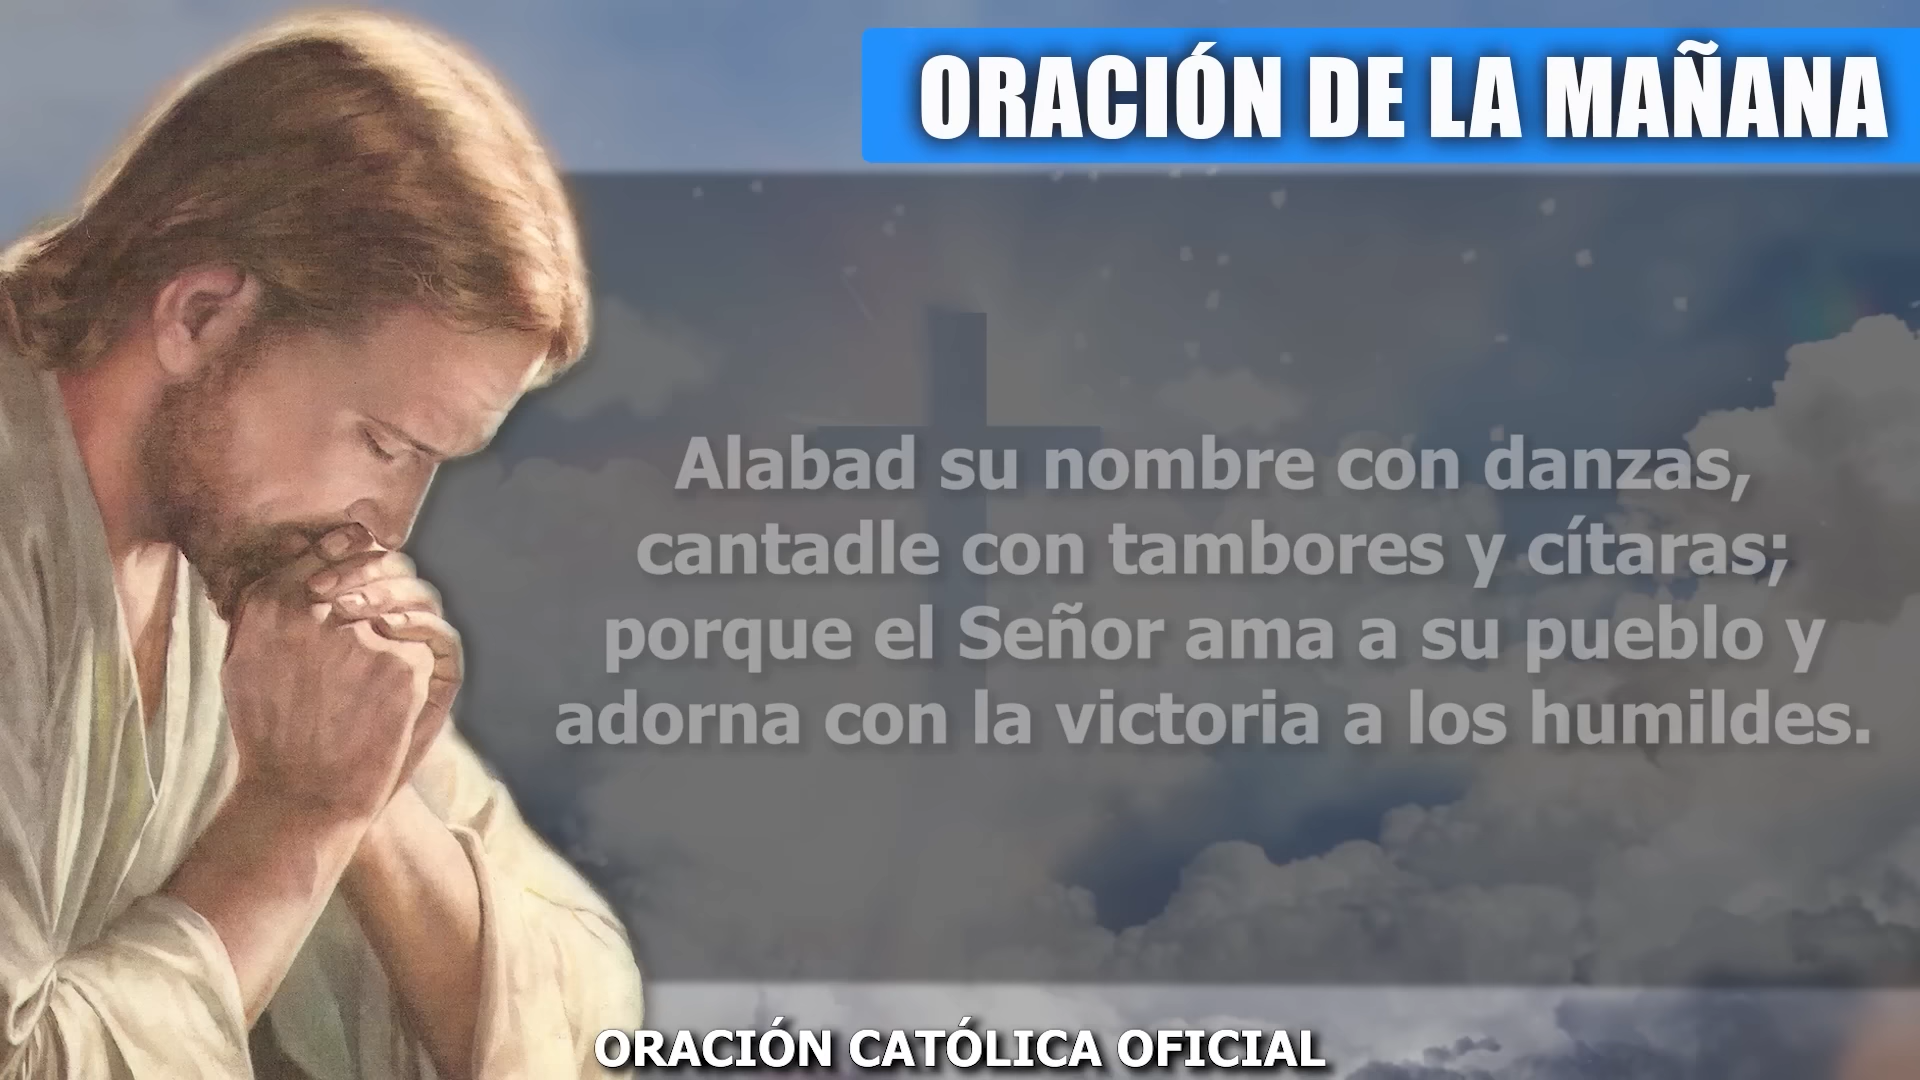 ORACIÓN DE LA MAÑANA
Alabad su nombre con danzas,
cantadle con tambores y cítaras;
porque el Señor ama a su pueblo y
adorna con la victoria a los humildes.
ORACIÓN CATÓLICA OFICIAL